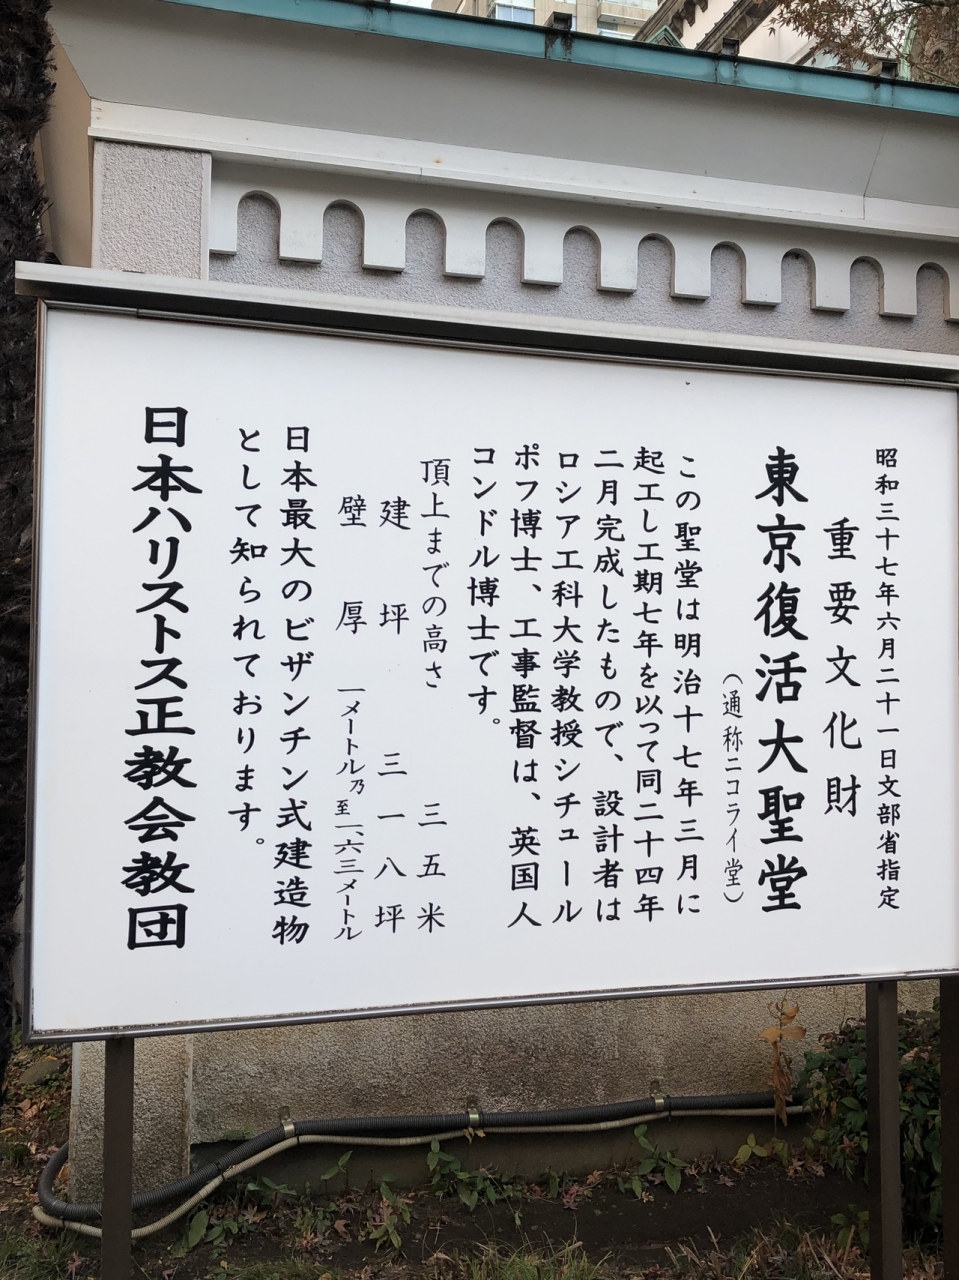 昭和三十七年六月二十一日文部省指定
重要文化財
東京復活大聖堂
(通称ニコライ堂)
この聖堂は明治十七年三月に
起工し工期七年を以って同二十四年
二月完成したもので、設計者は
ロシア工科大学教授シチュール
ポフ博士、工事監督は、英国人
コンドル博士です。
頂上までの高さ 三五米
建坪 三一八坪
壁厚 一メートル乃至一、六三メートル
日本最大のビザンチン式建造物
として知られております。
日本ハリストス正教会教団